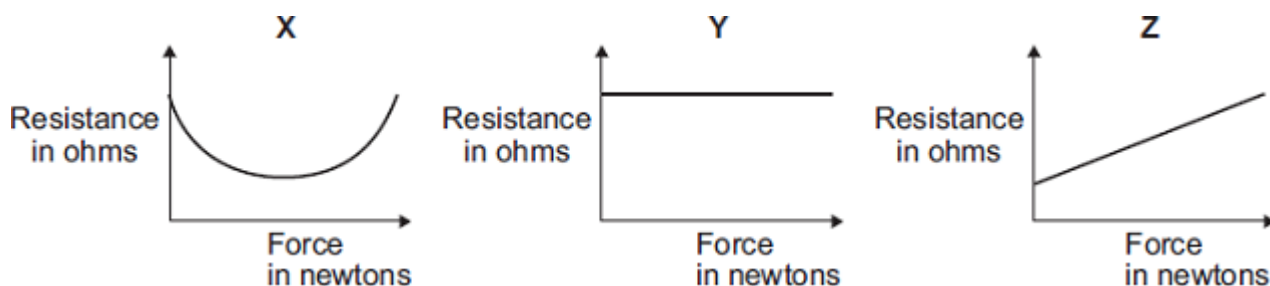 X
Resistance
in ohms
Force
in newtons
Y
Resistance
in ohms
Force
in newtons
Z
Resistance
in ohms
Force
in newtons